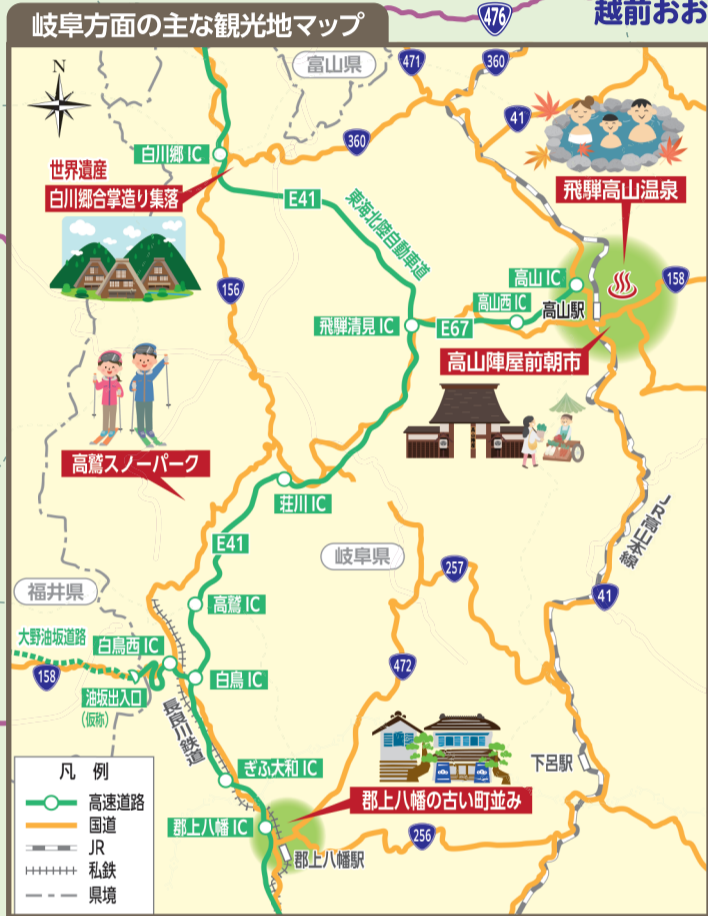 476
越前おお
岐阜方面の主な観光地マップ
N
富山県
471
360
41
360
白川郷 IC
世界遺産
白川郷合掌造り集落
E41
東海北陸自動車道
飛騨高山温泉
156
高山 IC
158
高山西 IC
高山駅
飛騨清見 IC
E67
高山陣屋前朝市
高鷲スノーパーク
荘川 IC
JR高山本線
E41
岐阜県
257
福井県
41
高鷲 IC
大野油坂道路
白鳥西 IC
472
158
白鳥 IC
油坂出入口
(仮称)
長良川鉄道
ぎふ大和 IC
下呂駅
郡上八幡の古い町並み
郡上八幡 IC
256
郡上八幡駅
凡 例
高速道路
国道
JR
私鉄
県境